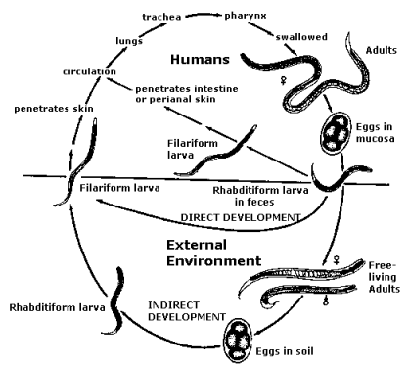 trachea
pharynx
lungs
swallowed
circulation
Humans
Adults
♀
penetrates intestine
or perianal skin
penetrates skin
Eggs in
mucosa
Filariform
larva
Filariform larva
Rhabditiform larva
in feces
DIRECT DEVELOPMENT
External
Environment
♀
Free-
living
Adults
♂
Rhabditiform larva
INDIRECT
DEVELOPMENT
Eggs in soil